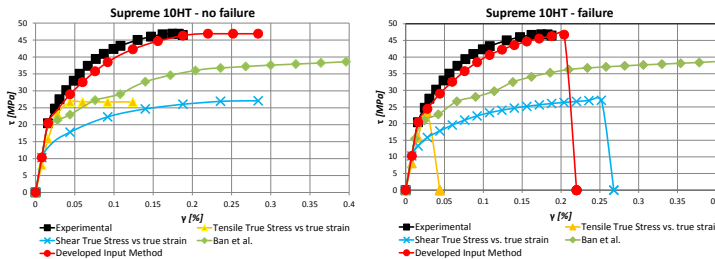 Supreme 10HT - no failure
50
45
40
35
30
25
20
15
10
5
0
τ [MPa]
0 0.05 0.1 0.15 0.2 0.25 0.3 0.35 0.4
γ [%]
Experimental
Tensile True Stress vs true strain
Shear True Stress vs true strain
Ban et al.
Developed Input Method
Supreme 10HT - failure
50
45
40
35
30
25
20
15
10
5
0
τ [MPa]
0 0.05 0.1 0.15 0.2 0.25 0.3 0.35
γ [%]
Experimental
Tensile True Stress vs. true strain
Shear True Stress vs. true strain
Ban et al.
Developed Input Method